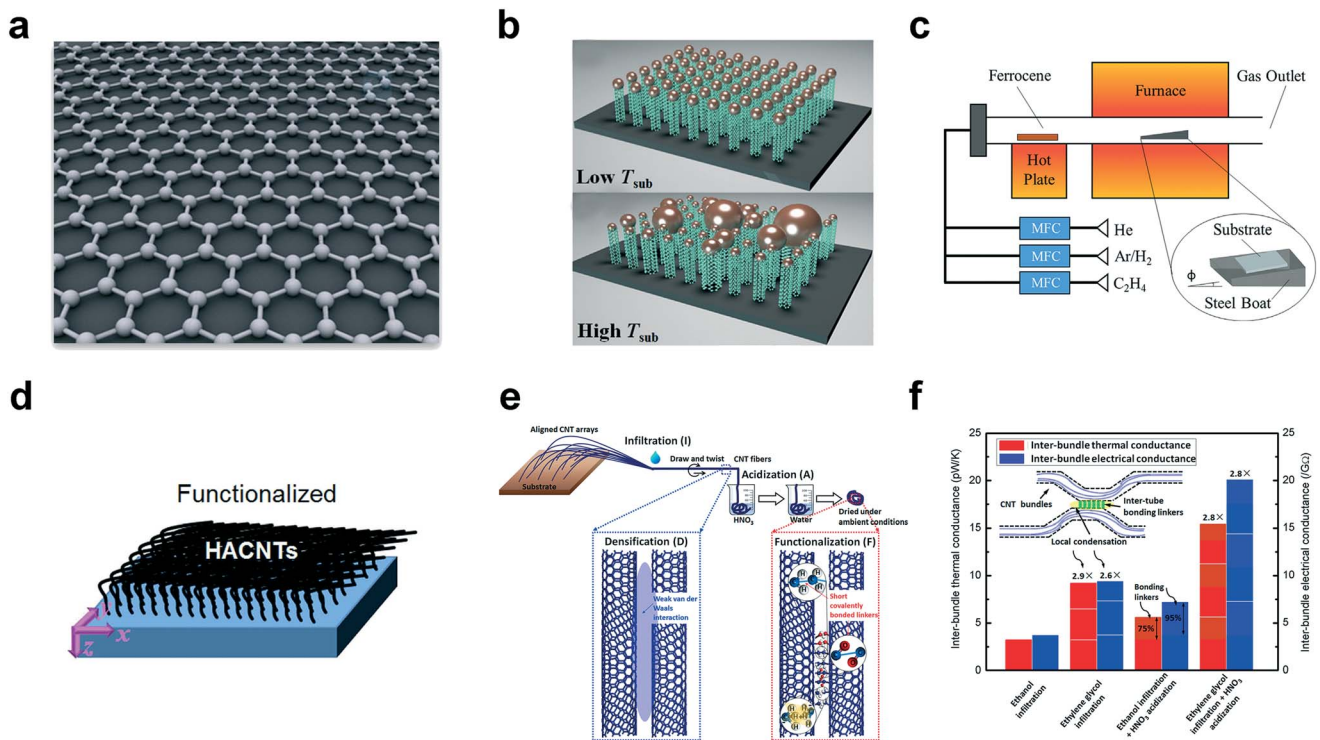 a
b
Low Tsub
High Tsub
c
Ferrocene
Furnace
Gas Outlet
Hot
Plate
MFC
He
MFC
Ar/H₂
MFC
C₂H₄
Substrate
ϕ
Steel Boat
d
Functionalized
HACNTs
x
z
e
Aligned CNT arrays
Infiltration (I)
Draw and twist
CNT fibers
Acidization (A)
Substrate
HNO₃
Water
Dried under
ambient conditions
Densification (D)
Weak van der
Waals
interaction
Functionalization (F)
H
H
H
H
Short
covalently
bonded linkers
f
Inter-bundle thermal conductance (pW/K)
25
20
15
10
5
0
Inter-bundle thermal conductance
Inter-bundle electrical conductance
CNT
bundles
Inter-tube
bonding linkers
Local condensation
2.9×
2.6×
Bonding
linkers
75%
95%
2.8×
2.8×
25
20
15
10
5
0
Inter-bundle electrical conductance (/GΩ)
Ethanol
infiltration
Ethylene glycol
infiltration
Ethanol infiltration
+ HNO₃ acidization
Ethylene glycol
infiltration + HNO₃
acidization